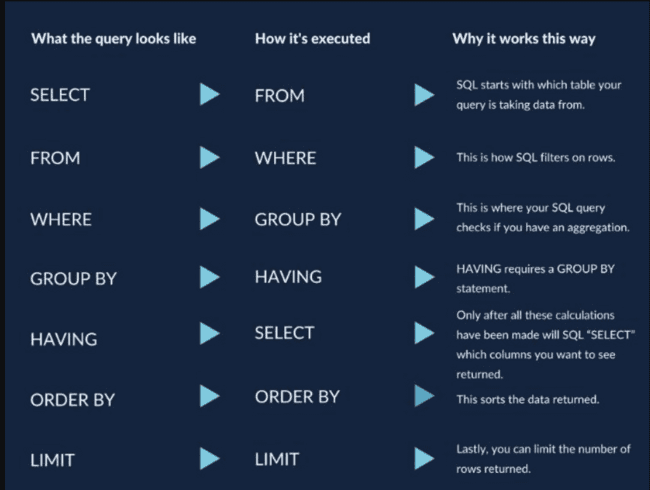 What the query looks like
How it's executed
Why it works this way
SELECT
FROM
SQL starts with which table your
query is taking data from.
FROM
WHERE
This is how SQL filters on rows.
WHERE
GROUP BY
This is where your SQL query
checks if you have an aggregation.
GROUP BY
HAVING
HAVING requires a GROUP BY
statement.
HAVING
SELECT
Only after all these calculations
have been made will SQL “SELECT”
which columns you want to see
returned.
ORDER BY
ORDER BY
This sorts the data returned.
LIMIT
LIMIT
Lastly, you can limit the number of
rows returned.